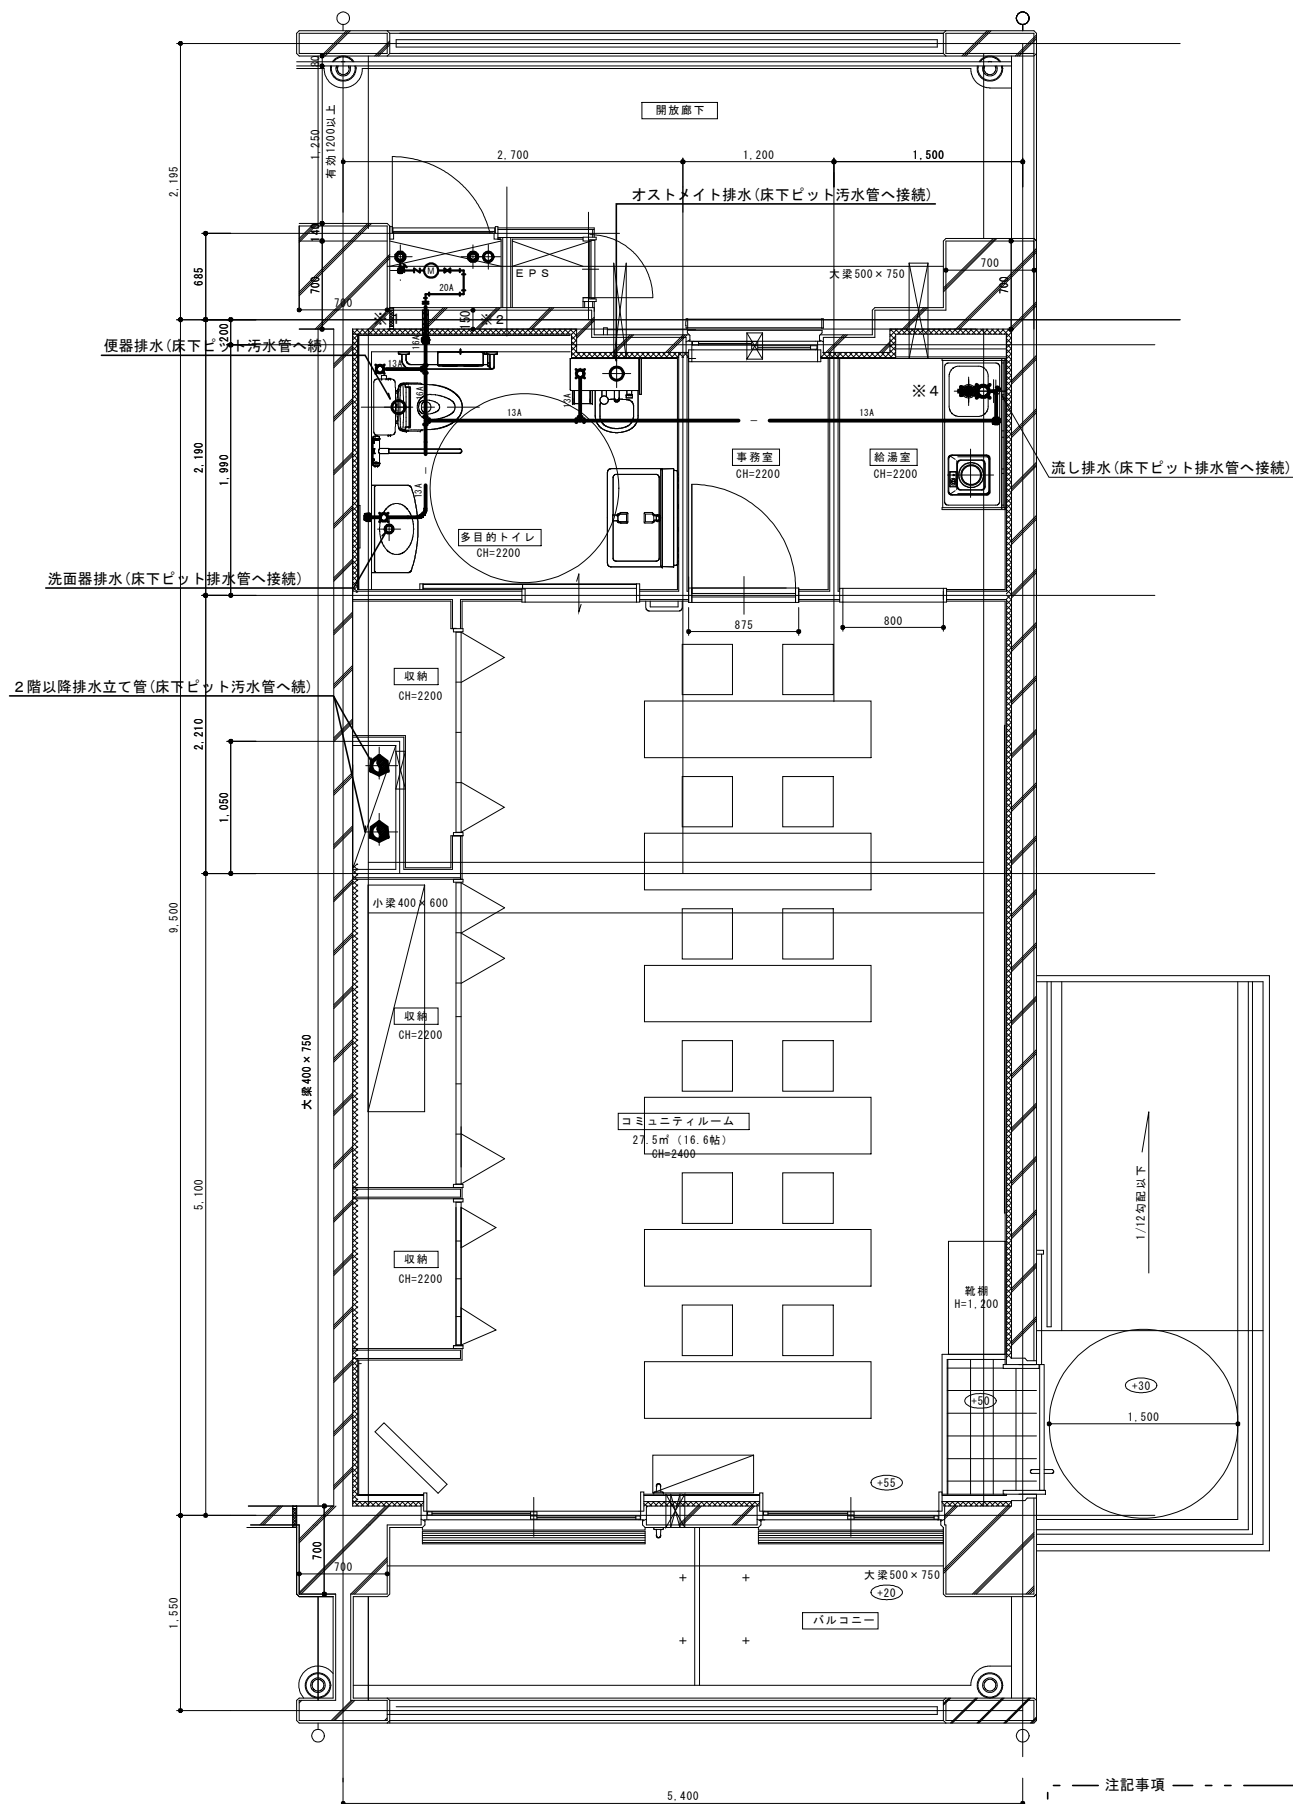 開放廊下
80
1,250
有効1200以上
2,195
2,700
1,200
1,500
オストメイト排水(床下ピット汚水管へ接続)
140
685
700
700
M
20A
EPS
大梁500×750
700
700
200
150
※2
16A
便器排水(床下ピット汚水管へ続)
13A
16A
13A
13A
13A
※4
2,190
1,990
事務室
CH=2200
給湯室
CH=2200
流し排水(床下ピット排水管へ接続)
13A
多目的トイレ
CH=2200
洗面器排水(床下ピット排水管へ接続)
875
800
収納
CH=2200
2階以降排水立て管(床下ピット汚水管へ続)
2,210
1,050
9,500
小梁400×600
収納
CH=2200
大梁400×750
コミュニティルーム
27.5㎡ (16.6帖)
CH=2400
5,100
1/12勾配以下
収納
CH=2200
靴棚
H=1,200
+30
+50
1,500
+55
700
700
大梁500×750
+20
1,550
バルコニー
注記事項
5,400